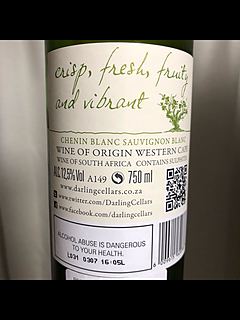 crisp, fresh, fruity
and vibrant
CHENIN BLANC SAUVIGNON BLANC
WINE OF ORIGIN WESTERN CAPE
WINE OF SOUTH AFRICA CONTAINS SULPHITES
ALC 12,5% Vol A149 750 ml
www.darlingcellars.co.za
www.twitter.com/DarlingCellars
www.facebook.com/darlingcellars
ALCOHOL ABUSE IS DANGEROUS
TO YOUR HEALTH.
L031 0307 16:05L